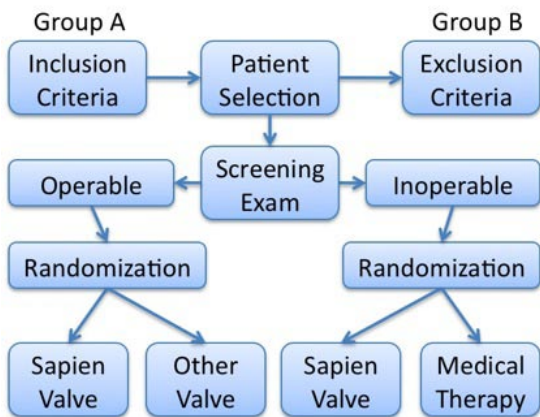 Group A
Group B
Inclusion
Criteria
Patient
Selection
Exclusion
Criteria
Operable
Screening
Exam
Inoperable
Randomization
Randomization
Sapien
Valve
Other
Valve
Sapien
Valve
Medical
Therapy